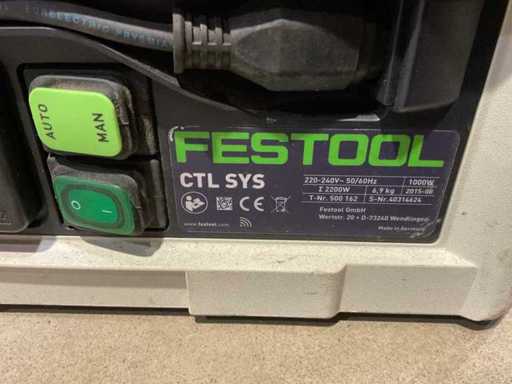 AUTO
MAN
FESTOOL
CTL SYS
220-240V~ 50/60Hz 1000W
Σ 2200W 6,9 kg 2015-08
T-Nr. 500 162 S-Nr. 40314624
Festool GmbH
Wertstr. 20 • D-73240 Wendlingen
www.festool.com
Made in Germany